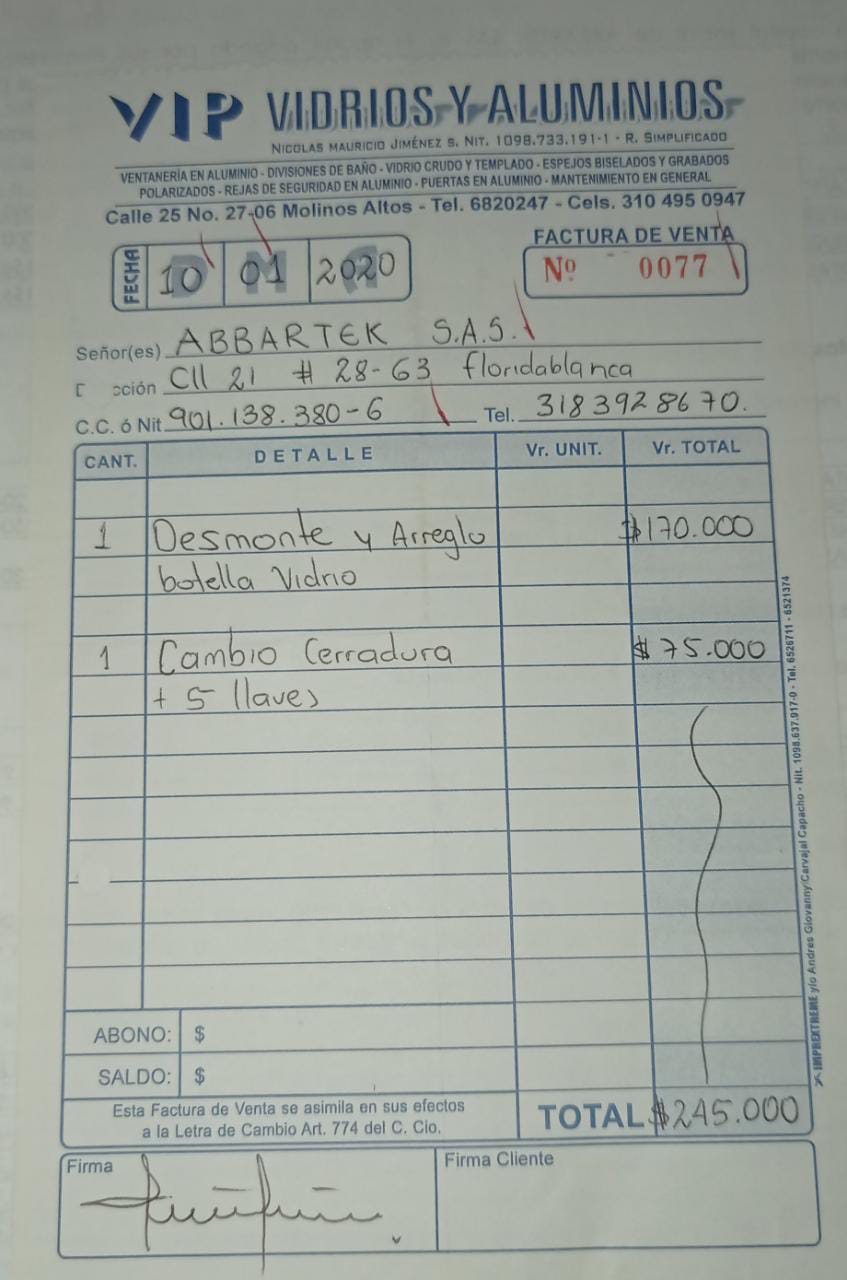 VIP VIDRIOS Y ALUMINIOS
NICOLAS MAURICIO JIMÉNEZ S. NIT. 1098.733.191-1 - R. SIMPLIFICADO
VENTANERÍA EN ALUMINIO - DIVISIONES DE BAÑO - VIDRIO CRUDO Y TEMPLADO - ESPEJOS BISELADOS Y GRABADOS
POLARIZADOS - REJAS DE SEGURIDAD EN ALUMINIO - PUERTAS EN ALUMINIO - MANTENIMIENTO EN GENERAL
Calle 25 No. 27-06 Molinos Altos - Tel. 6820247 - Cels. 310 495 0947
FECHA D M A 10 01 2020
FACTURA DE VENTA
Nº 0077
Señor(es) ABBARTEK S.A.S.
D cción Cll 21 # 28-63 floridablanca
C.C. ó Nit 901.138.380-6 Tel. 3183928670.
CANT. DETALLE Vr. UNIT. Vr. TOTAL
1 Desmonte y Arreglo $170.000
botella Vidrio
1 Cambio Cerradura $75.000
+ 5 llaves
ABONO: $
SALDO: $
Esta Factura de Venta se asimila en sus efectos
a la Letra de Cambio Art. 774 del C. Cio.
TOTAL $245.000
Firma
Firma Cliente
IMPREXTREME y/o Andres Giovanny Carvajal Capacho - Nit. 1098.637.917-0 - Tel. 6526711 - 6521374